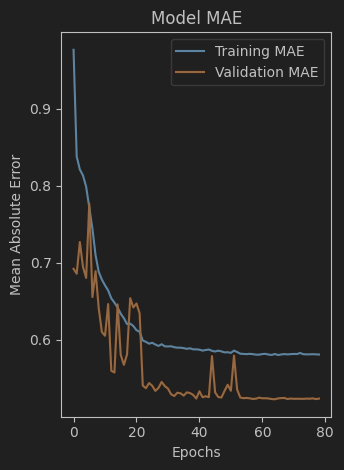 Model MAE
Training MAE
Validation MAE
Mean Absolute Error
0.9
0.8
0.7
0.6
0 20 40 60 80
Epochs